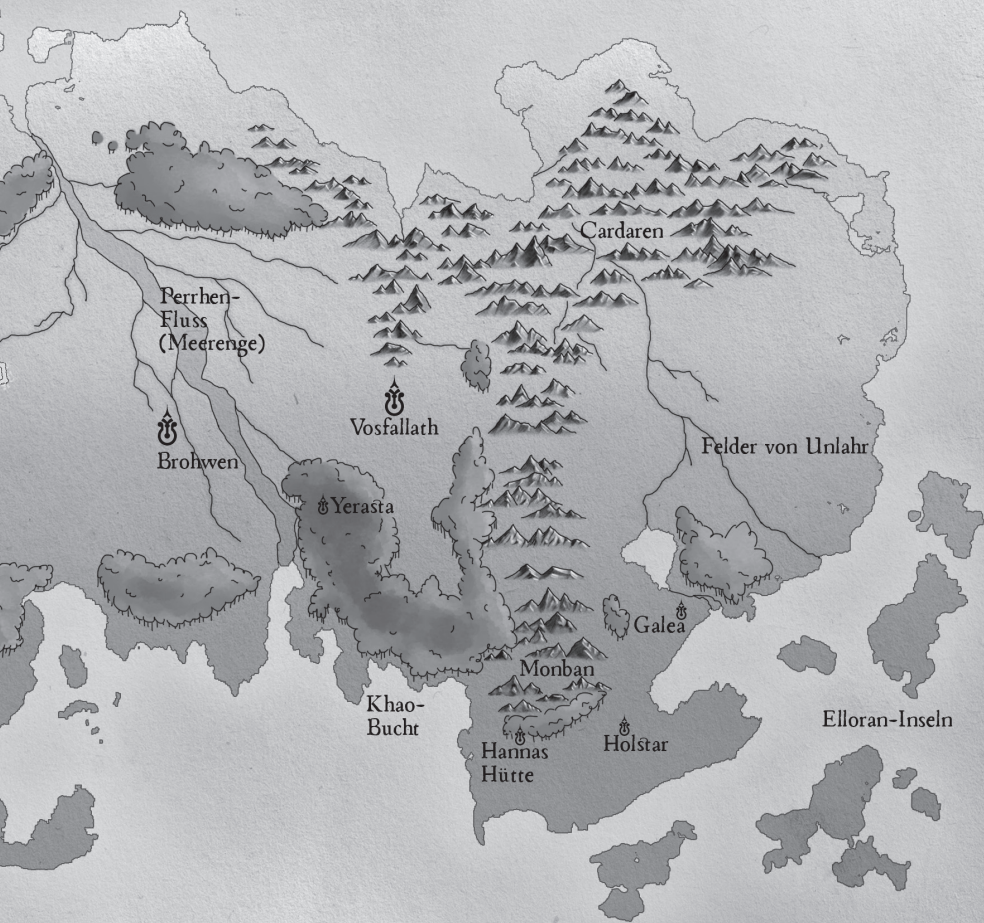 Cardaren
Perrhen-
Fluss
(Meerenge)
Vosfallath
Felder von Unlahr
Brohwen
Yerasta
Galea
Monban
Khao-
Bucht
Elloran-Inseln
Holstar
Hannas
Hütte